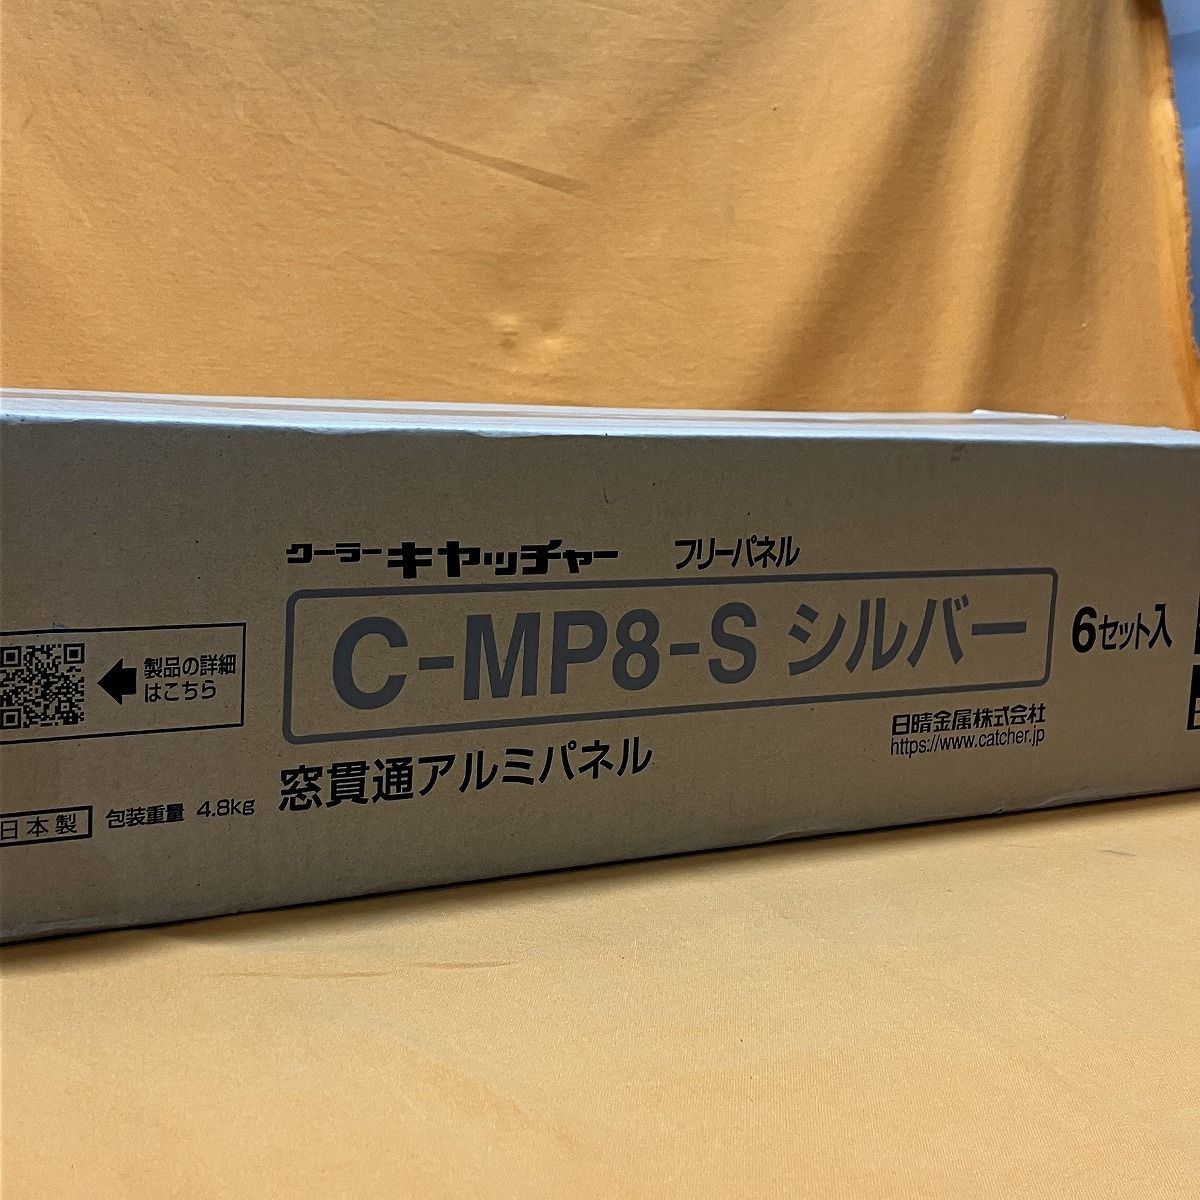 クーラーキャッチャー フリーパネル
C-MP8-S シルバー
6セット入
製品の詳細
はこちら
日晴金属株式会社
https://www.catcher.jp
窓貫通アルミパネル
日本製 包装重量 4.8kg